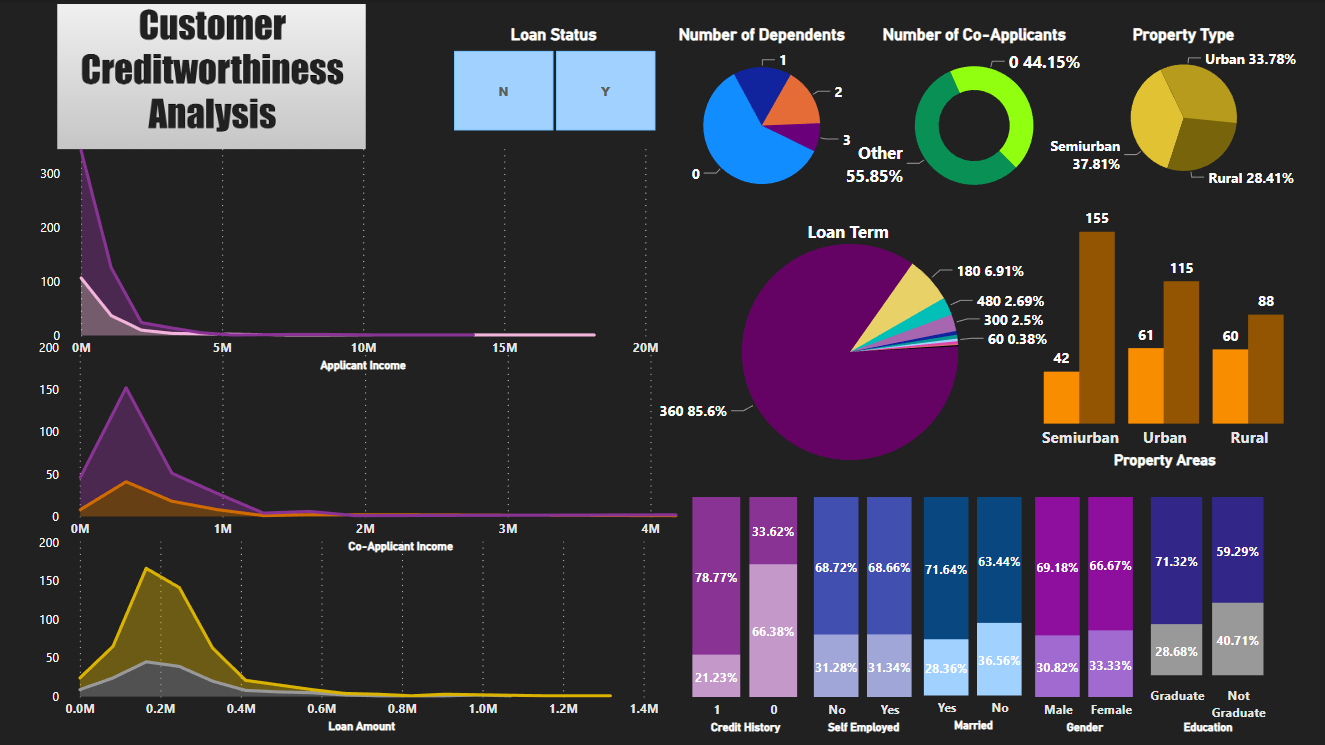 Customer
Creditworthiness
Analysis
Loan Status
N
Y
Number of Dependents
1
2
3
0
Number of Co-Applicants
0 44.15%
Other
55.85%
Property Type
Urban 33.78%
Semiurban
37.81%
Rural 28.41%
300
200
100
0
0M
5M
10M
15M
20M
Applicant Income
200
150
100
50
0
0M
1M
2M
3M
4M
Co-Applicant Income
200
150
100
50
0
0.0M
0.2M
0.4M
0.6M
0.8M
1.0M
1.2M
1.4M
Loan Amount
Loan Term
180 6.91%
480 2.69%
300 2.5%
60 0.38%
360 85.6%
155
115
88
42
61
60
Semiurban
Urban
Rural
Property Areas
78.77%
21.23%
33.62%
66.38%
1
0
Credit History
68.72%
31.28%
68.66%
31.34%
No
Yes
Self Employed
71.64%
28.36%
63.44%
36.56%
Yes
No
Married
69.18%
30.82%
66.67%
33.33%
Male
Female
Gender
71.32%
28.68%
59.29%
40.71%
Graduate
Not
Graduate
Education